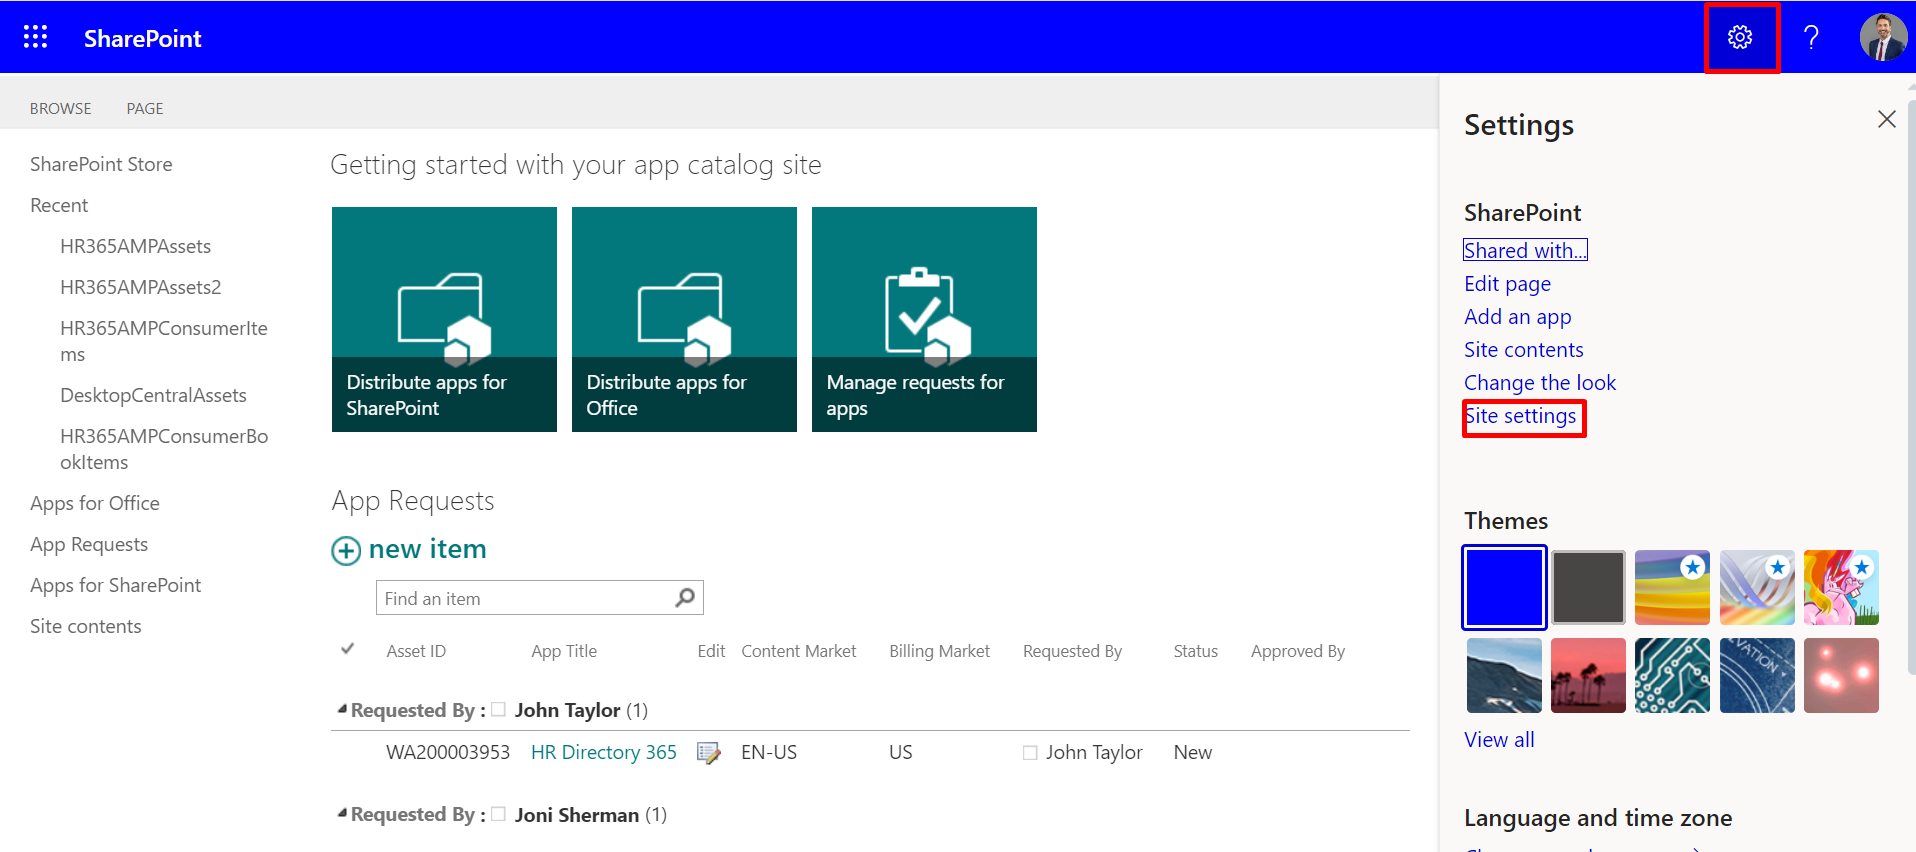 SharePoint
?
BROWSE PAGE
SharePoint Store
Recent
HR365AMPAssets
HR365AMPAssets2
HR365AMPConsumerIte
ms
DesktopCentralAssets
HR365AMPConsumerBo
okItems
Apps for Office
App Requests
Apps for SharePoint
Site contents
Getting started with your app catalog site
Distribute apps for
SharePoint
Distribute apps for
Office
Manage requests for
apps
App Requests
new item
Find an item
Asset ID App Title Edit Content Market Billing Market Requested By Status Approved By
Requested By : John Taylor (1)
WA200003953 HR Directory 365 EN-US US John Taylor New
Requested By : Joni Sherman (1)
Settings
SharePoint
Shared with...
Edit page
Add an app
Site contents
Change the look
Site settings
Themes
VATION
View all
Language and time zone